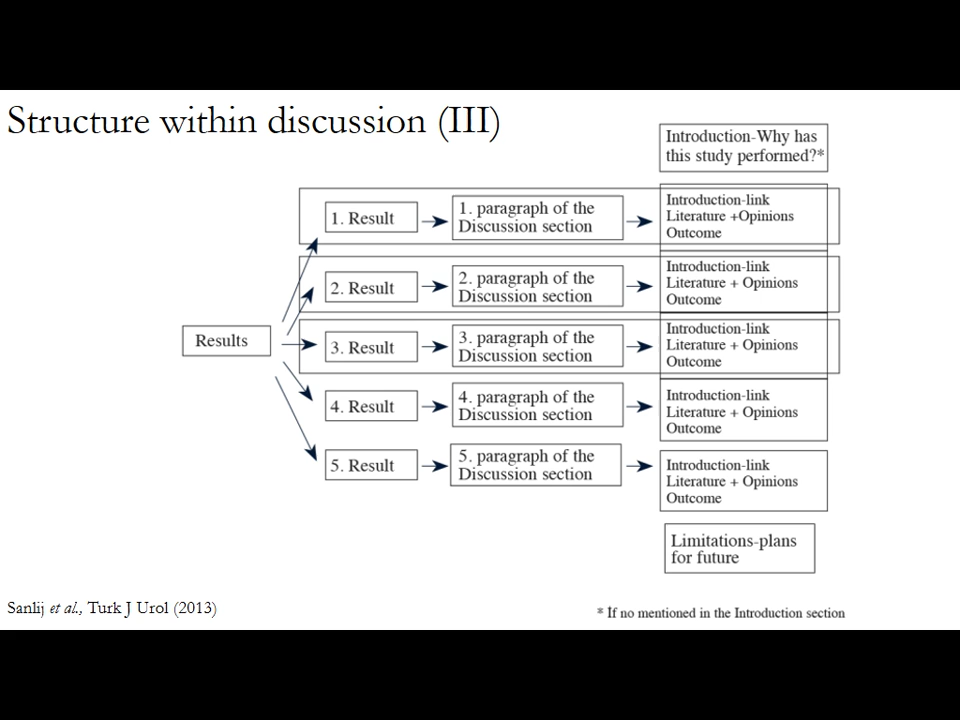 Structure within discussion (III)
Introduction-Why has
this study performed?*
1. Result
1. paragraph of the
Discussion section
Introduction-link
Literature +Opinions
Outcome
2. Result
2. paragraph of the
Discussion section
Introduction-link
Literature + Opinions
Outcome
Results
3. Result
3. paragraph of the
Discussion section
Introduction-link
Literature + Opinions
Outcome
4. Result
4. paragraph of the
Discussion section
Introduction-link
Literature + Opinions
Outcome
5. Result
5. paragraph of the
Discussion section
Introduction-link
Literature + Opinions
Outcome
Limitations-plans
for future
Sanlij et al., Turk J Urol (2013)
* If no mentioned in the Introduction section